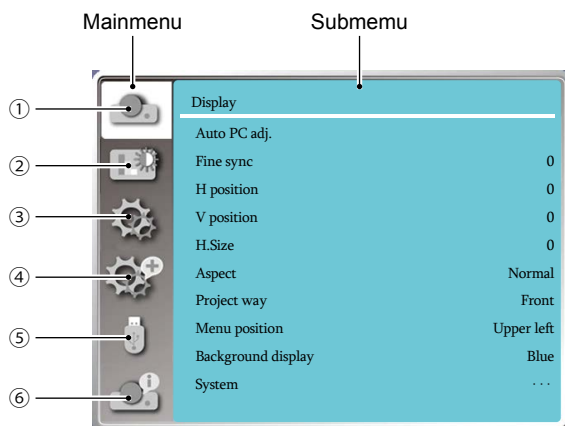 Mainmenu Submemu
① Display
Auto PC adj.
② Fine sync 0
H position 0
③ V position 0
H.Size 0
④ Aspect Normal
Project way Front
⑤ Menu position Upper left
Background display Blue
⑥ System ···